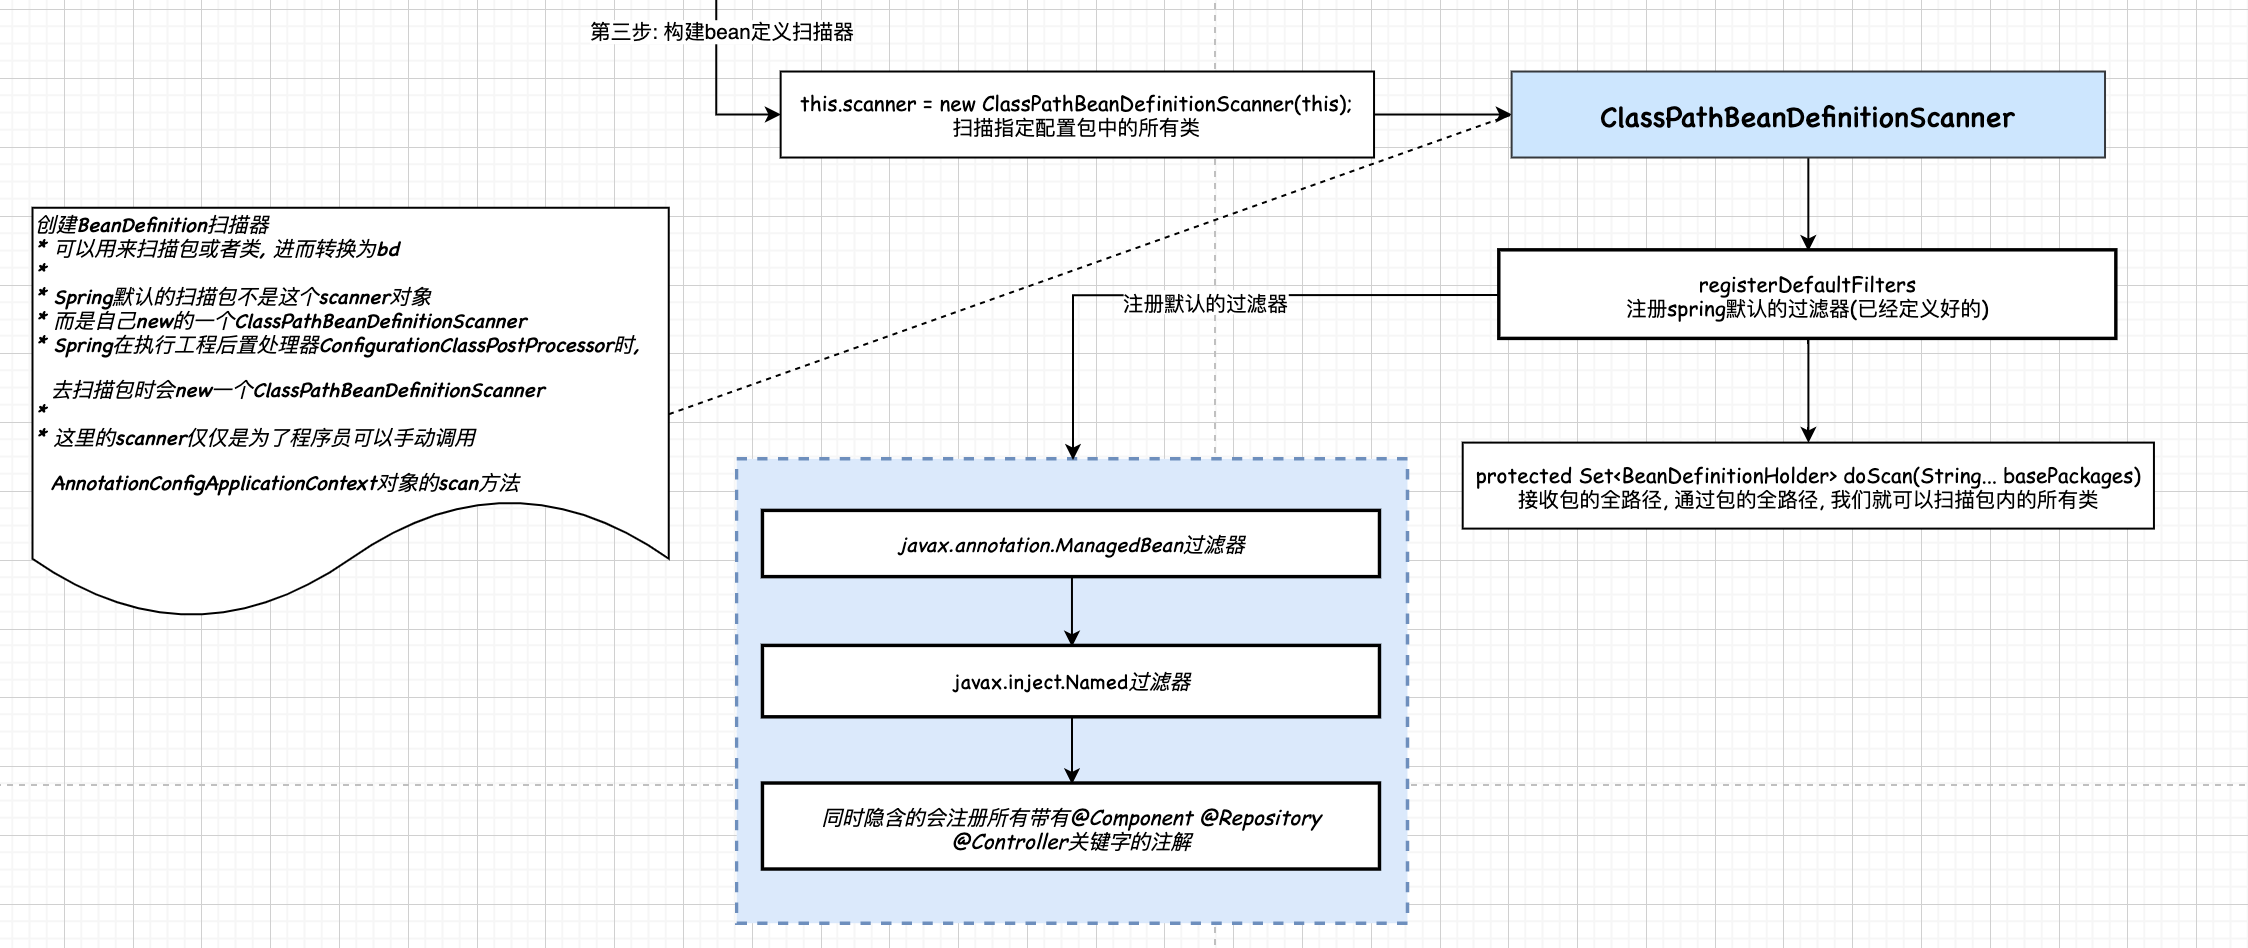 第三步: 构建bean定义扫描器
this.scanner = new ClassPathBeanDefinitionScanner(this);
扫描指定配置包中的所有类
ClassPathBeanDefinitionScanner
创建BeanDefinition扫描器
* 可以用来扫描包或者类, 进而转换为bd
*
* Spring默认的扫描包不是这个scanner对象
* 而是自己new的一个ClassPathBeanDefinitionScanner
* Spring在执行工程后置处理器ConfigurationClassPostProcessor时,
去扫描包时会new一个ClassPathBeanDefinitionScanner
*
* 这里的scanner仅仅是为了程序员可以手动调用
AnnotationConfigApplicationContext对象的scan方法
registerDefaultFilters
注册spring默认的过滤器(已经定义好的)
注册默认的过滤器
protected Set<BeanDefinitionHolder> doScan(String... basePackages)
接收包的全路径, 通过包的全路径, 我们就可以扫描包内的所有类
javax.annotation.ManagedBean过滤器
javax.inject.Named过滤器
同时隐含的会注册所有带有@Component @Repository
@Controller关键字的注解